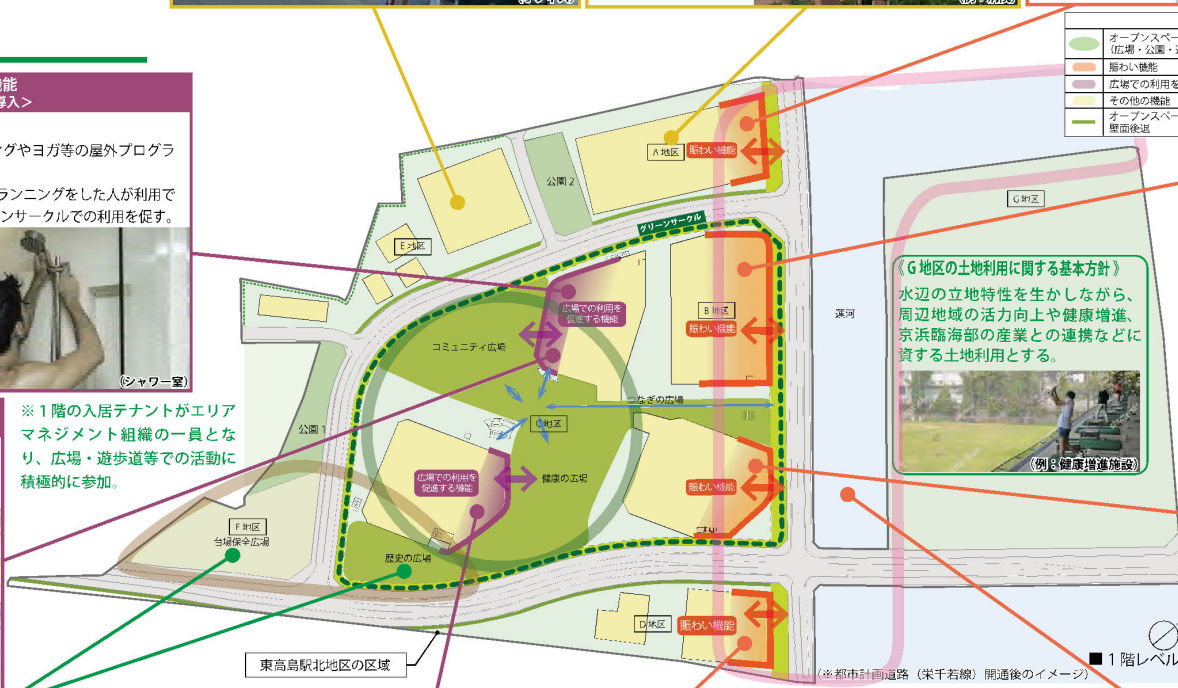 オープンスペー
(広場・公園・
賑わい機能
広場での利用を
その他の機能
オープンスペー
壁面後退
能
導入>
グやヨガ等の屋外プログラ
ランニングをした人が利用で
ンサークルでの利用を促す。
(シャワー室)
※1階の入居テナントがエリア
マネジメント組織の一員とな
り、広場・遊歩道等での活動に
積極的に参加。
A地区
賑わい機能
公園2
グリーンサークル
E地区
G地区
広場での利用を
促進する機能
B地区
賑わい機能
コミュニティ広場
運河
《G地区の土地利用に関する基本方針》
水辺の立地特性を生かしながら、
周辺地域の活力向上や健康増進、
京浜臨海部の産業との連携などに
資する土地利用とする。
(例:健康増進施設)
つなぎの広場
C地区
公園1
広場での利用を
促進する機能
健康の広場
賑わい機能
F地区
台場保全広場
歴史の広場
D地区
賑わい機能
東高島駅北地区の区域
(※都市計画道路(栄千若線)開通後のイメージ)
■1階レベル